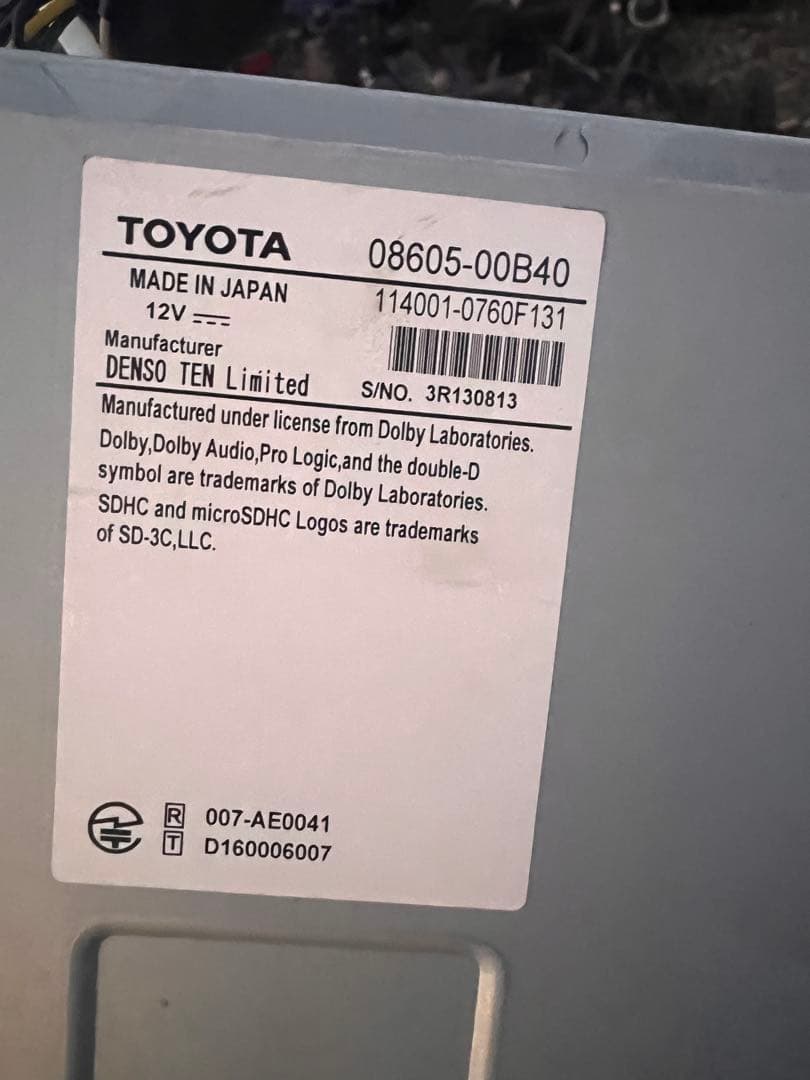 TOYOTA 08605-00B40
MADE IN JAPAN 114001-0760F131
12V
Manufacturer
DENSO TEN Limited S/NO. 3R130813
Manufactured under license from Dolby Laboratories.
Dolby,Dolby Audio,Pro Logic,and the double-D
symbol are trademarks of Dolby Laboratories.
SDHC and microSDHC Logos are trademarks
of SD-3C,LLC.
R 007-AE0041
T D160006007